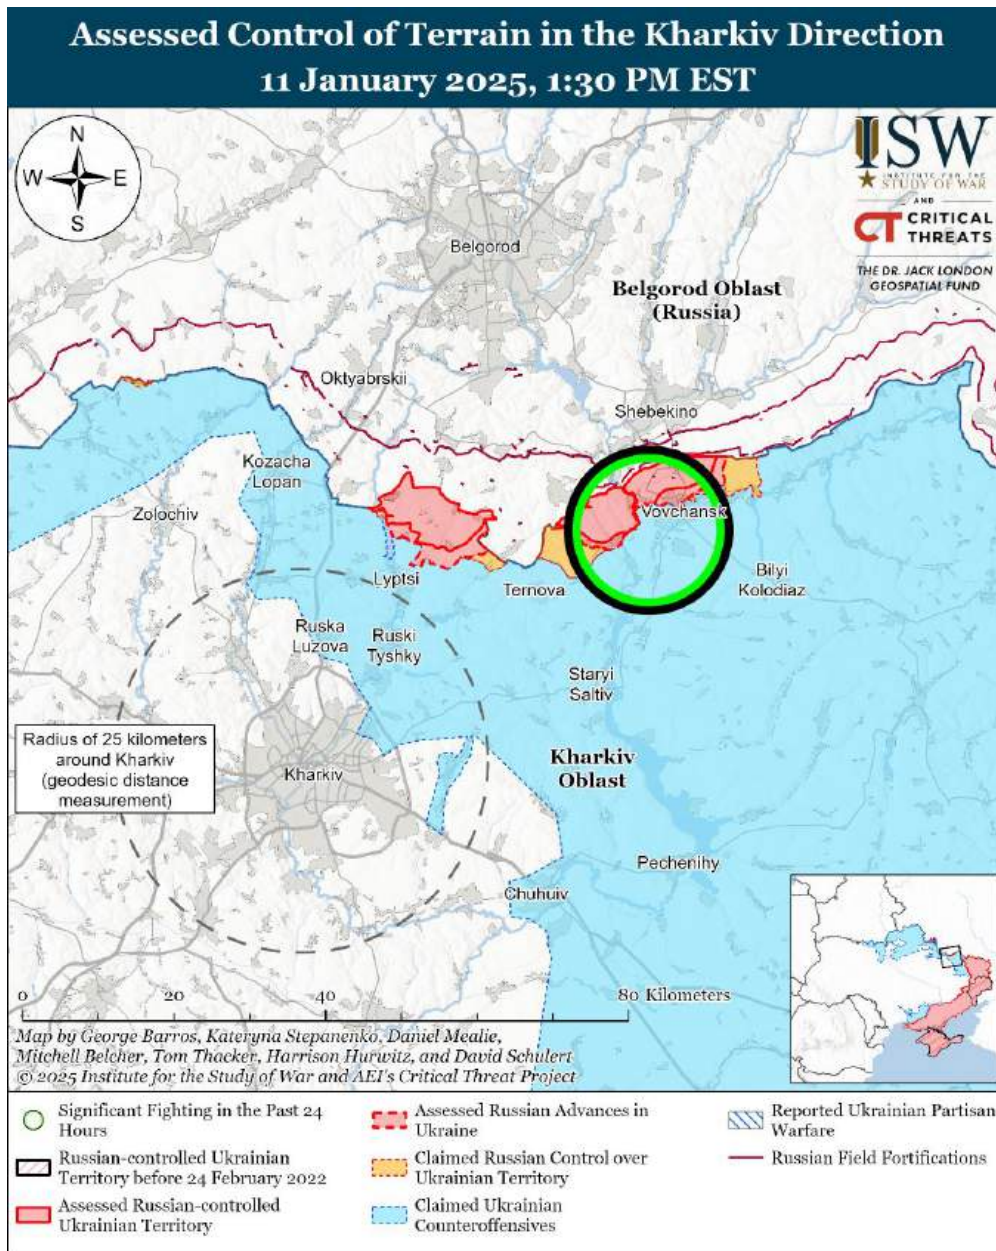 Assessed Control of Terrain in the Kharkiv Direction
11 January 2025, 1:30 PM EST
N
W
E
S
ISW
INSTITUTE FOR THE
STUDY OF WAR
AND
CT CRITICAL
THREATS
THE DR. JACK LONDON
GEOSPATIAL FUND
Belgorod
Belgorod Oblast
(Russia)
Oktyabrskii
Shebekino
Kozacha
Lopan
Zolochiv
Vovchansk
Lyptsi
Ternova
Bilyi
Kolodiaz
Ruska
Luzova
Ruski
Tyshky
Staryi
Saltiv
Radius of 25 kilometers
around Kharkiv
(geodesic distance
measurement)
Kharkiv
Kharkiv
Oblast
Pechenihy
Chuhuiv
0
20
40
80 Kilometers
Map by George Barros, Kateryna Stepanenko, Daniel Mealie,
Mitchell Belcher, Tom Thacker, Harrison Hurwitz, and David Schulert
© 2025 Institute for the Study of War and AEI's Critical Threat Project
Significant Fighting in the Past 24
Hours
Russian-controlled Ukrainian
Territory before 24 February 2022
Assessed Russian-controlled
Ukrainian Territory
Assessed Russian Advances in
Ukraine
Claimed Russian Control over
Ukrainian Territory
Claimed Ukrainian
Counteroffensives
Reported Ukrainian Partisan
Warfare
Russian Field Fortifications